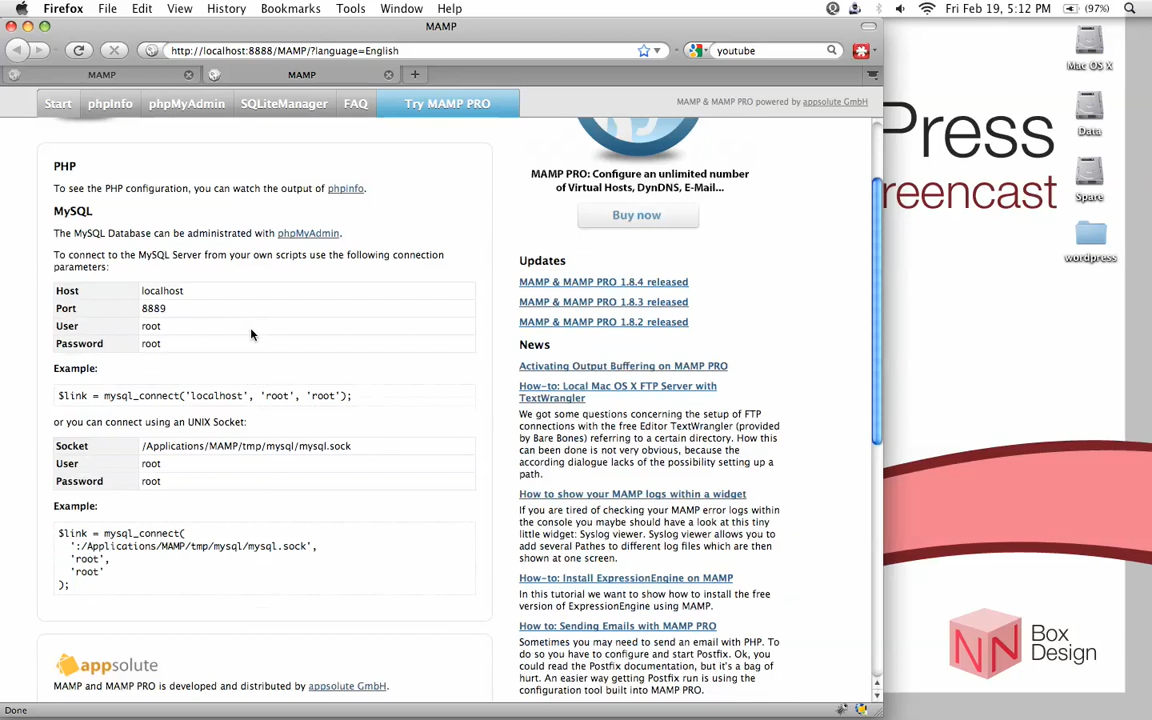 Firefox File Edit View History Bookmarks Tools Window Help Fri Feb 19, 5:12 PM (97%)
MAMP
http://localhost:8888/MAMP/?language=English
youtube
MAMP
MAMP
Start phpInfo phpMyAdmin SQLiteManager FAQ Try MAMP PRO
MAMP & MAMP PRO powered by appsolute GmbH
PHP
To see the PHP configuration, you can watch the output of phpinfo.
MySQL
The MySQL Database can be administrated with phpMyAdmin.
To connect to the MySQL Server from your own scripts use the following connection
parameters:
Host localhost
Port 8889
User root
Password root
Example:
$link = mysql_connect('localhost', 'root', 'root');
or you can connect using an UNIX Socket:
Socket /Applications/MAMP/tmp/mysql/mysql.sock
User root
Password root
Example:
$link = mysql_connect(
':/Applications/MAMP/tmp/mysql/mysql.sock',
'root',
'root'
);
appsolute
MAMP and MAMP PRO is developed and distributed by appsolute GmbH.
MAMP PRO: Configure an unlimited number
of Virtual Hosts, DynDNS, E-Mail...
Buy now
Updates
MAMP & MAMP PRO 1.8.4 released
MAMP & MAMP PRO 1.8.3 released
MAMP & MAMP PRO 1.8.2 released
News
Activating Output Buffering on MAMP PRO
How-to: Local Mac OS X FTP Server with
TextWrangler
We got some questions concerning the setup of FTP
connections with the free Editor TextWrangler (provided
by Bare Bones) referring to a certain directory. How this
can been done is not very obvious, because the
according dialogue lacks of the possibility setting up a
path.
How to show your MAMP logs within a widget
If you are tired of checking your MAMP error logs within
the console you maybe should have a look at this tiny
little widget: Syslog viewer. Syslog viewer allows you to
add several Pathes to different log files which are then
shown at one screen.
How-to: Install ExpressionEngine on MAMP
In this tutorial we want to show how to install the free
version of ExpressionEngine using MAMP.
How to: Sending Emails with MAMP PRO
Sometimes you may need to send an email with PHP. To
do so you have to configure and start Postfix. Ok, you
could read the Postfix documentation, but it's a bag of
hurt. An easier way getting Postfix run is using the
configuration tool built into MAMP PRO.
Done
Press
reencast
Mac OS X
Data
Spare
wordpress
NN Box
Design